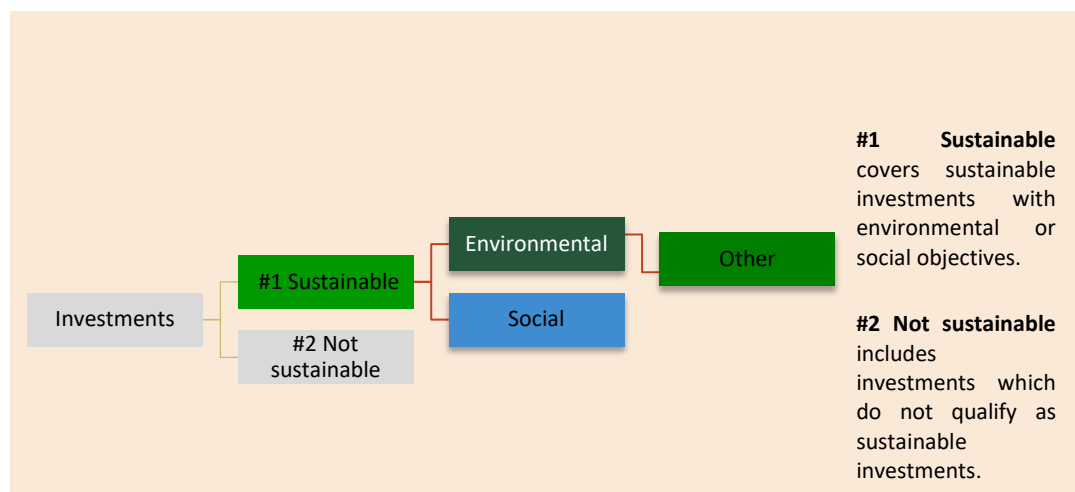 Investments
#1 Sustainable
#2 Not
sustainable
Environmental
Social
Other
#1 Sustainable
covers sustainable
investments with
environmental or
social objectives.
#2 Not sustainable
includes
investments which
do not qualify as
sustainable
investments.